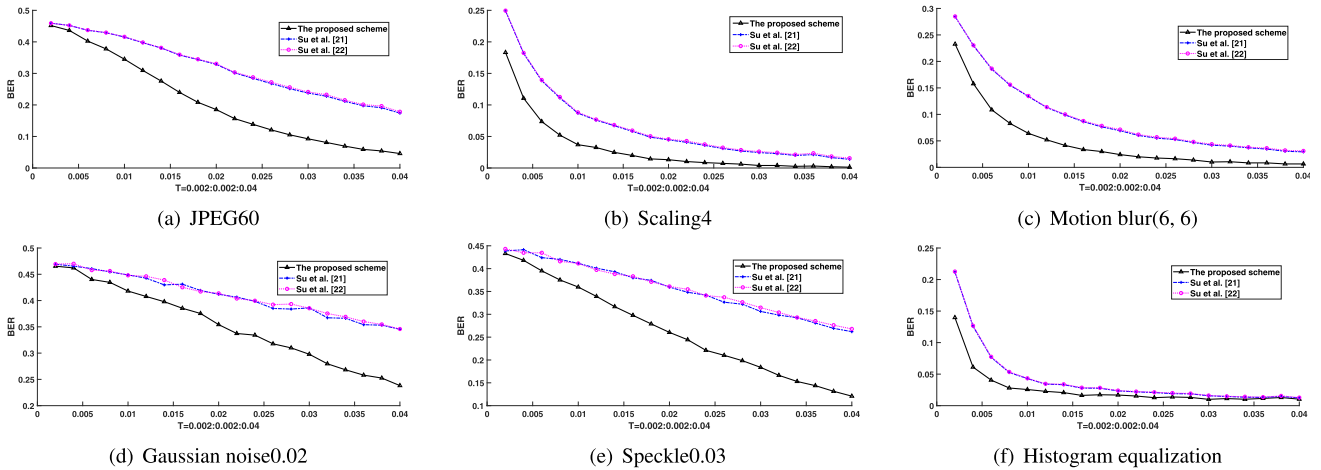 0.5
0.4
0.3
0.2
0.1
0
BER
0 0.005 0.01 0.015 0.02 0.025 0.03 0.035 0.04
T=0.002:0.002:0.04
The proposed scheme
Su et al. [21]
Su et al. [22]
(a) JPEG60
0.25
0.2
0.15
0.1
0.05
0
BER
0 0.005 0.01 0.015 0.02 0.025 0.03 0.035 0.04
T=0.002:0.002:0.04
The proposed scheme
Su et al. [21]
Su et al. [22]
(b) Scaling4
0.3
0.25
0.2
0.15
0.1
0.05
0
BER
0 0.005 0.01 0.015 0.02 0.025 0.03 0.035 0.04
T=0.002:0.002:0.04
The proposed scheme
Su et al. [21]
Su et al. [22]
(c) Motion blur(6, 6)
0.5
0.45
0.4
0.35
0.3
0.25
0.2
BER
0 0.005 0.01 0.015 0.02 0.025 0.03 0.035 0.04
T=0.002:0.002:0.04
The proposed scheme
Su et al. [21]
Su et al. [22]
(d) Gaussian noise0.02
0.45
0.4
0.35
0.3
0.25
0.2
0.15
0.1
BER
0 0.005 0.01 0.015 0.02 0.025 0.03 0.035 0.04
T=0.002:0.002:0.04
The proposed scheme
Su et al. [21]
Su et al. [22]
(e) Speckle0.03
0.25
0.2
0.15
0.1
0.05
0
BER
0 0.005 0.01 0.015 0.02 0.025 0.03 0.035 0.04
T=0.002:0.002:0.04
The proposed scheme
Su et al. [21]
Su et al. [22]
(f) Histogram equalization